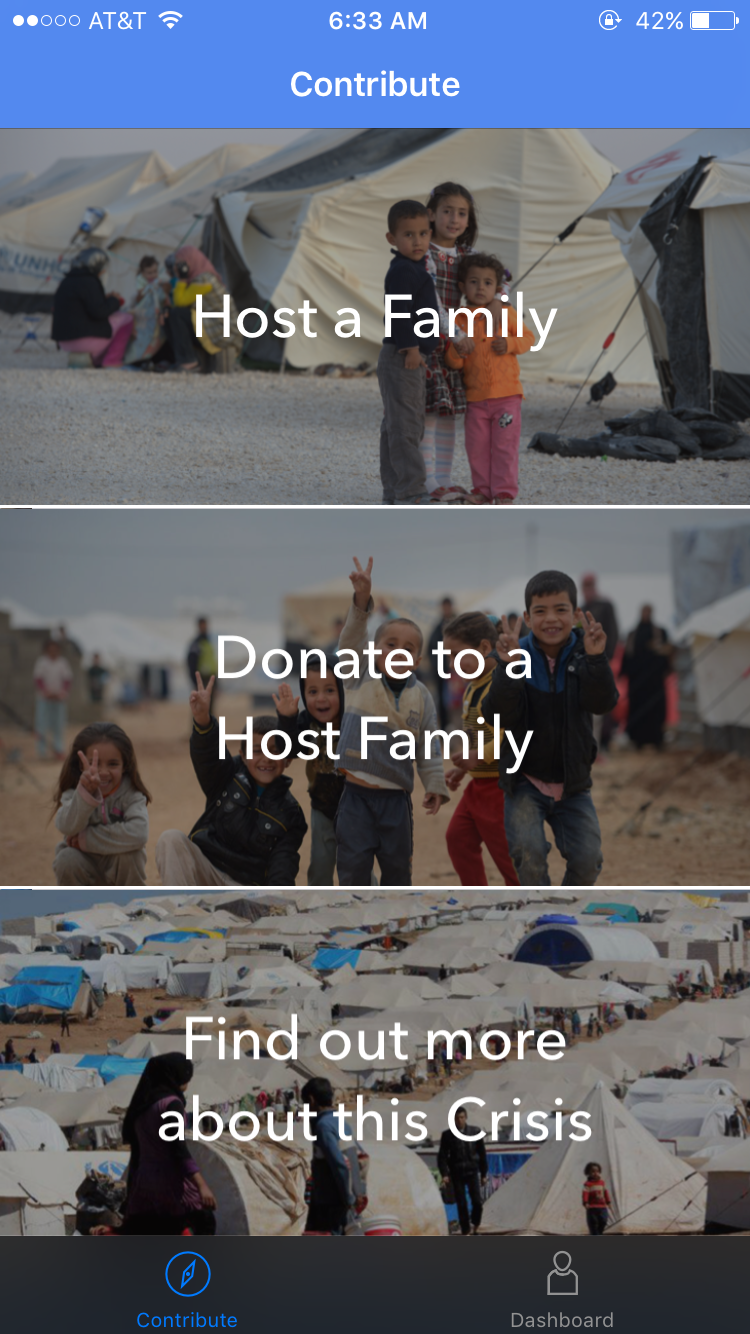 AT&T 6:33 AM 42%
Contribute
UNHC
Host a Family
Donate to a
Host Family
Find out more
about this Crisis
Contribute Dashboard